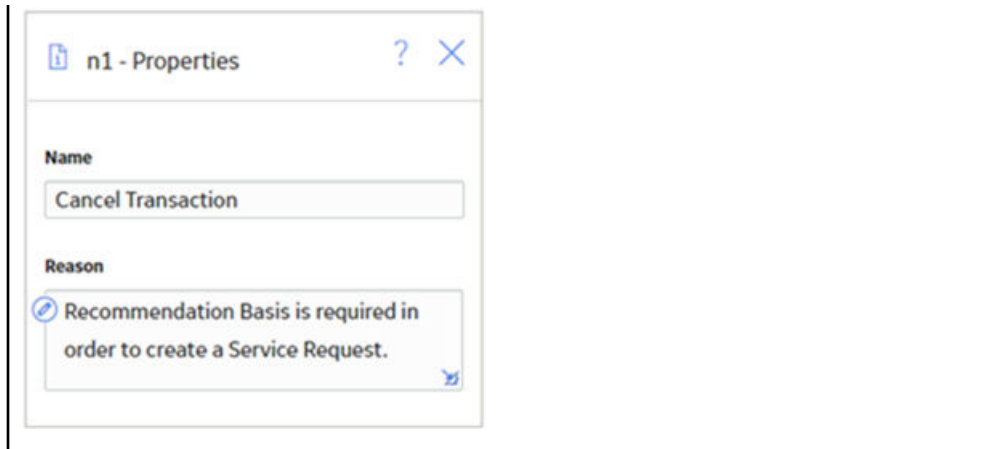 n1 - Properties ?
Name
Cancel Transaction
Reason
Recommendation Basis is required in
order to create a Service Request.